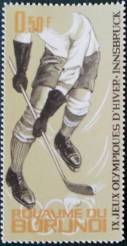 0.50 F
IX.JEUX OLYMPIQUES D'HIVER-INNSBRUCK
ROYAUME DU
BURUNDI